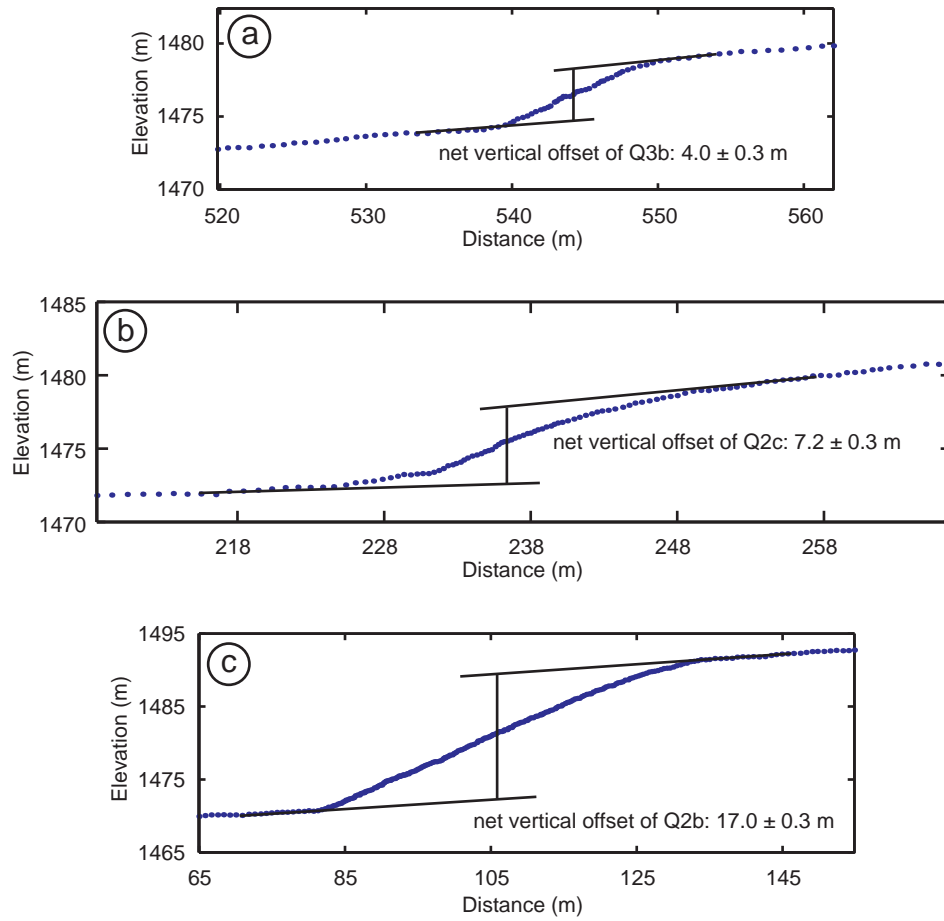 a
Elevation (m)
1480
1475
1470
net vertical offset of Q3b: 4.0 ± 0.3 m
520 530 540 550 560
Distance (m)
b
Elevation (m)
1485
1480
1475
1470
net vertical offset of Q2c: 7.2 ± 0.3 m
218 228 238 248 258
Distance (m)
c
Elevation (m)
1495
1485
1475
1465
net vertical offset of Q2b: 17.0 ± 0.3 m
65 85 105 125 145
Distance (m)